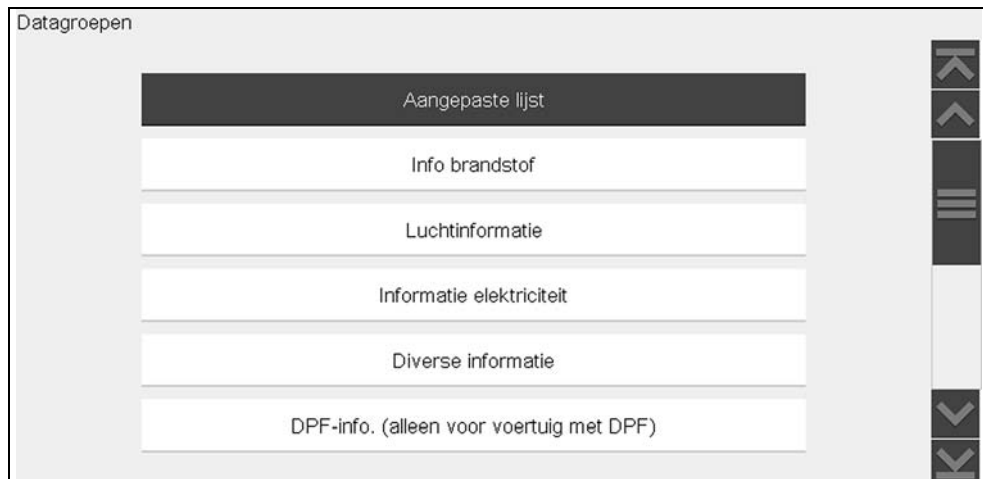 Datagroepen
Aangepaste lijst
Info brandstof
Luchtinformatie
Informatie elektriciteit
Diverse informatie
DPF-info. (alleen voor voertuig met DPF)